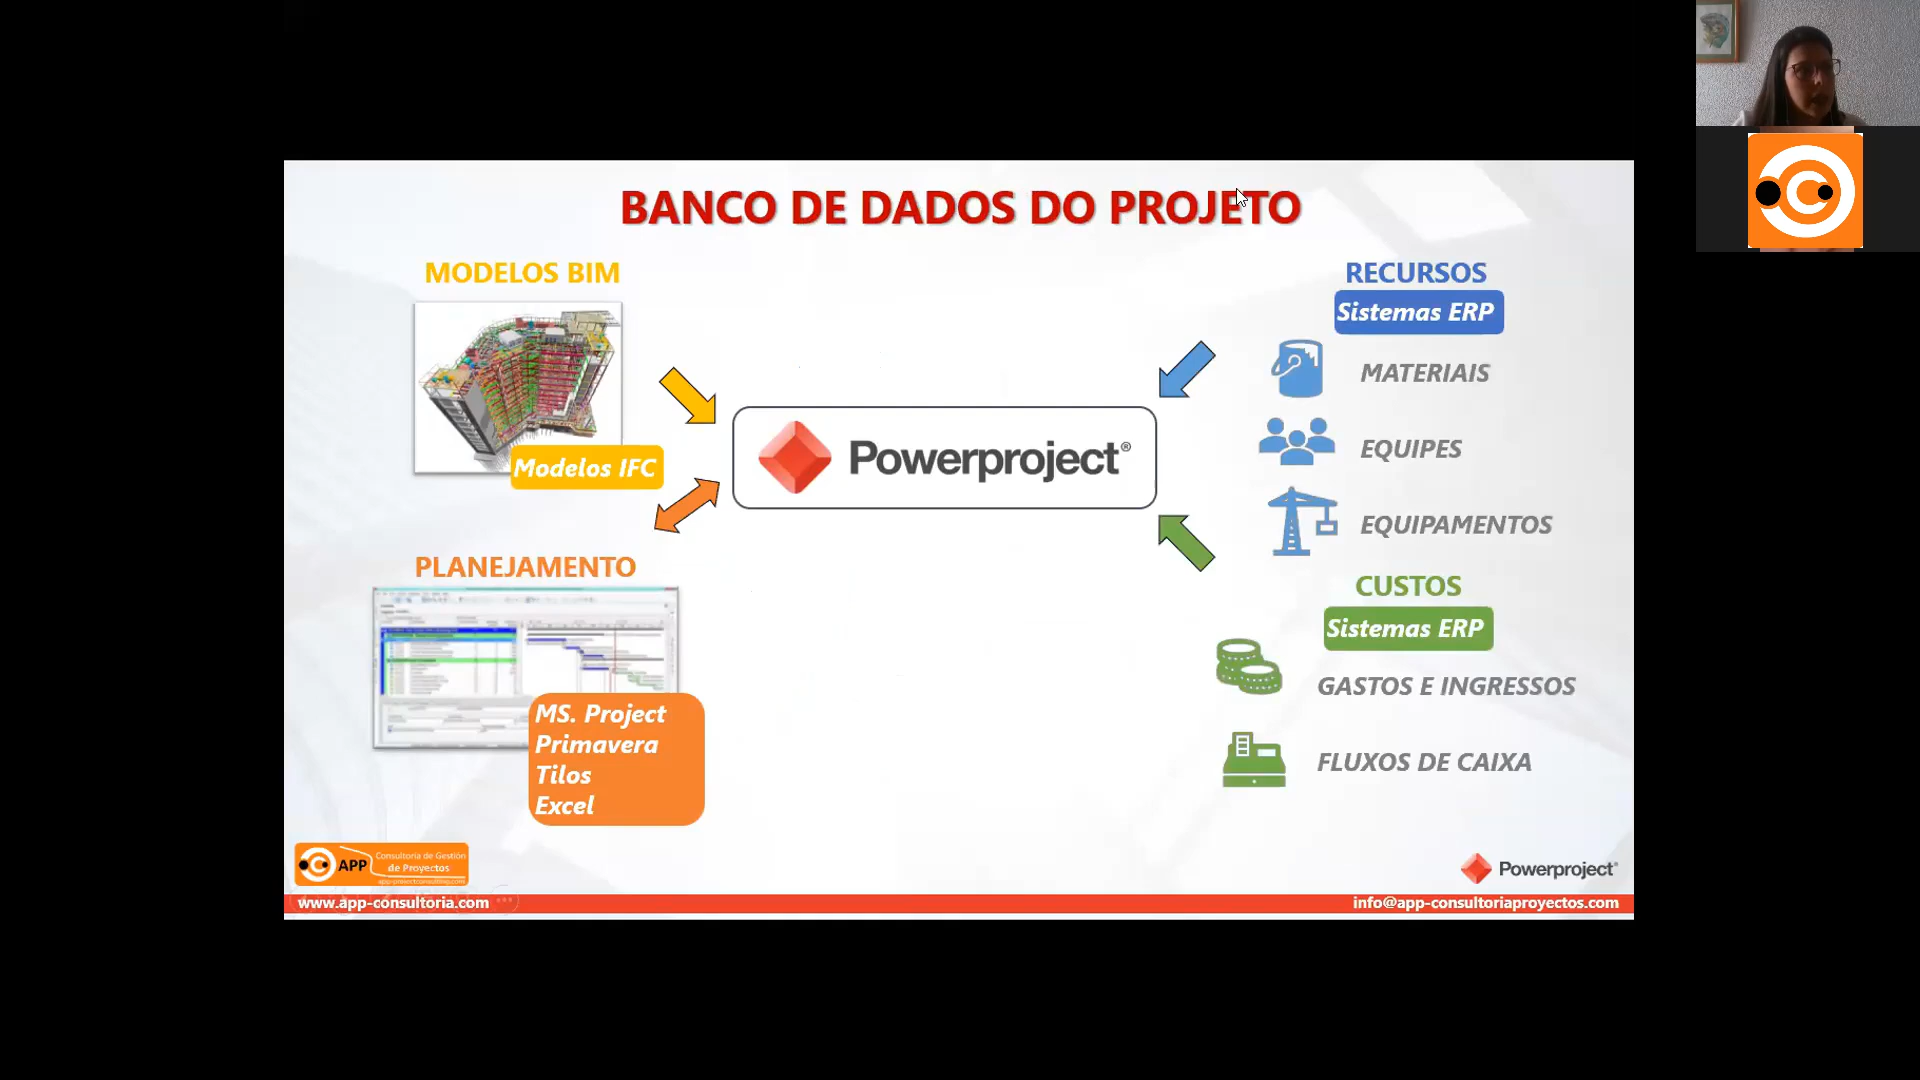 BANCO DE DADOS DO PROJETO
MODELOS BIM
Modelos IFC
PLANEJAMENTO
MS. Project
Primavera
Tilos
Excel
Powerproject®
RECURSOS
Sistemas ERP
MATERIAIS
EQUIPES
EQUIPAMENTOS
CUSTOS
Sistemas ERP
GASTOS E INGRESSOS
FLUXOS DE CAIXA
APP
Consultoría de Gestión
de Proyectos
Powerproject®
www.app-consultoria.com
info@app-consultoriaproyectos.com